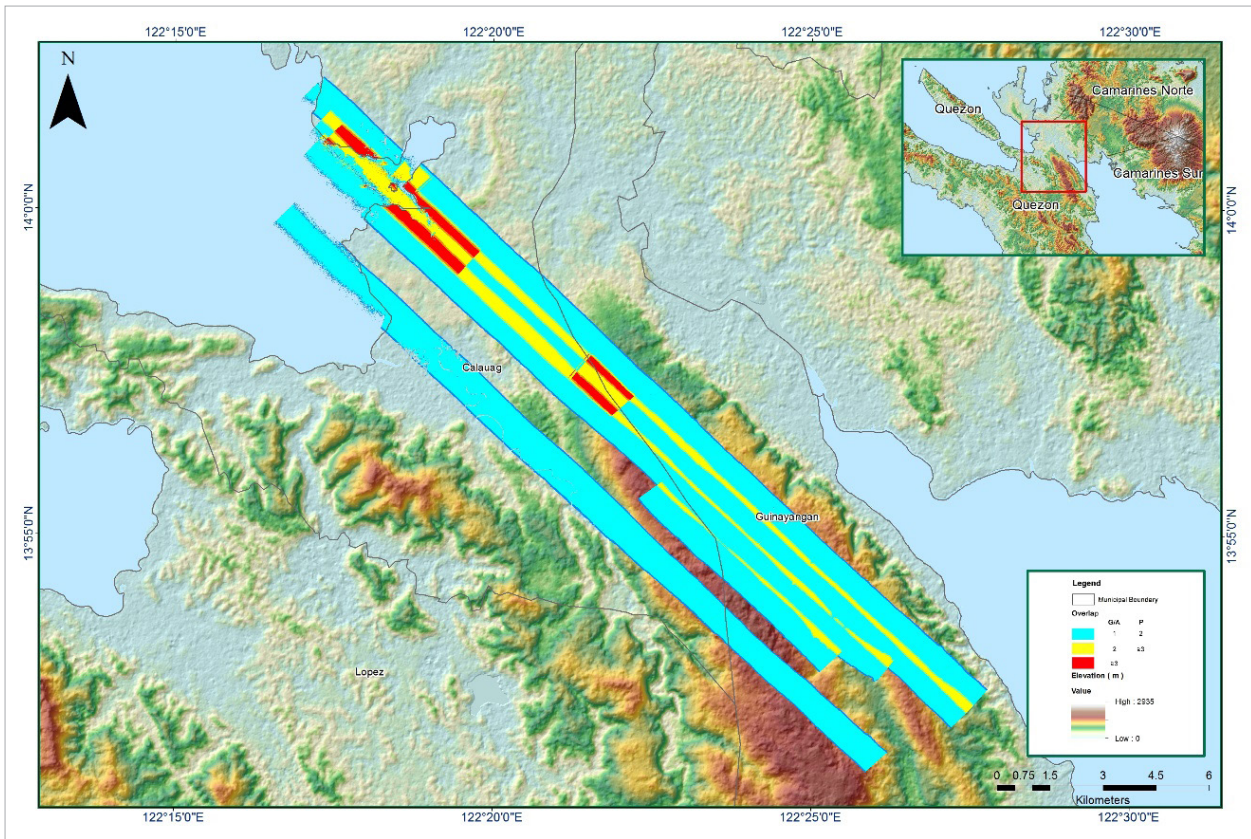 122°15'0"E
122°20'0"E
122°25'0"E
122°30'0"E
N
Camarines Norte
Quezon
Camarines Sur
Quezon
14°0'0"N
14°0'0"N
Calauag
Guinayangan
13°55'0"N
13°55'0"N
Lopez
Legend
Municipal Boundary
Overlap
G/A P
1 2
2 ≥3
≥3
Elevation ( m )
Value
High : 2935
Low : 0
0 0.75 1.5 3 4.5 6
Kilometers
122°15'0"E
122°20'0"E
122°25'0"E
122°30'0"E